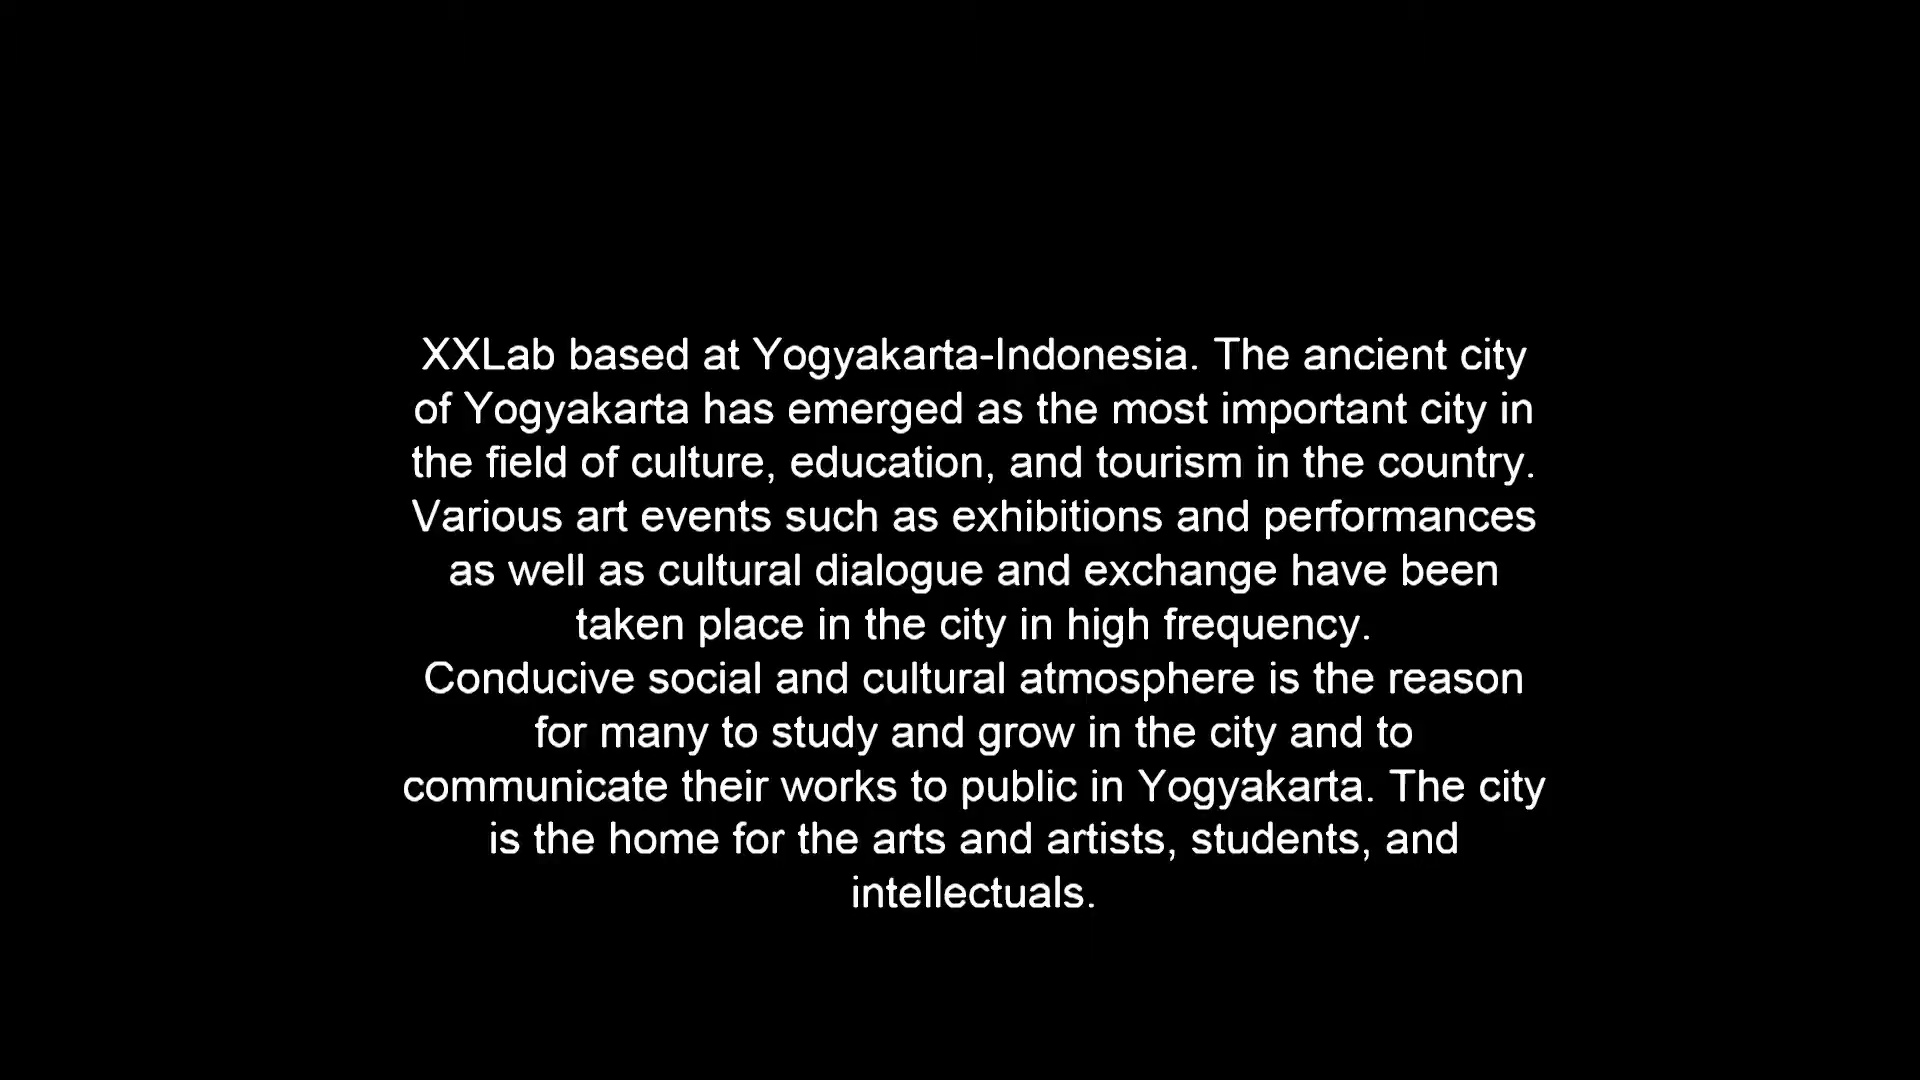 XXLab based at Yogyakarta-Indonesia. The ancient city
of Yogyakarta has emerged as the most important city in
the field of culture, education, and tourism in the country.
Various art events such as exhibitions and performances
as well as cultural dialogue and exchange have been
taken place in the city in high frequency.
Conducive social and cultural atmosphere is the reason
for many to study and grow in the city and to
communicate their works to public in Yogyakarta. The city
is the home for the arts and artists, students, and
intellectuals.